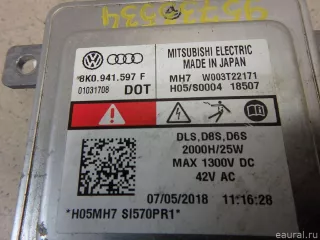 95733334
MITSUBISHI ELECTRIC
MADE IN JAPAN
8K0.941.597 F
01031708 DOT
MH7 W003T22171
H05/S0004 18507
DLS,D8S,D6S
2000H/25W
MAX 1300V DC
42V AC
07/05/2018 11:16:28
*H05MH7 SI570PR1*
© eaural.ru